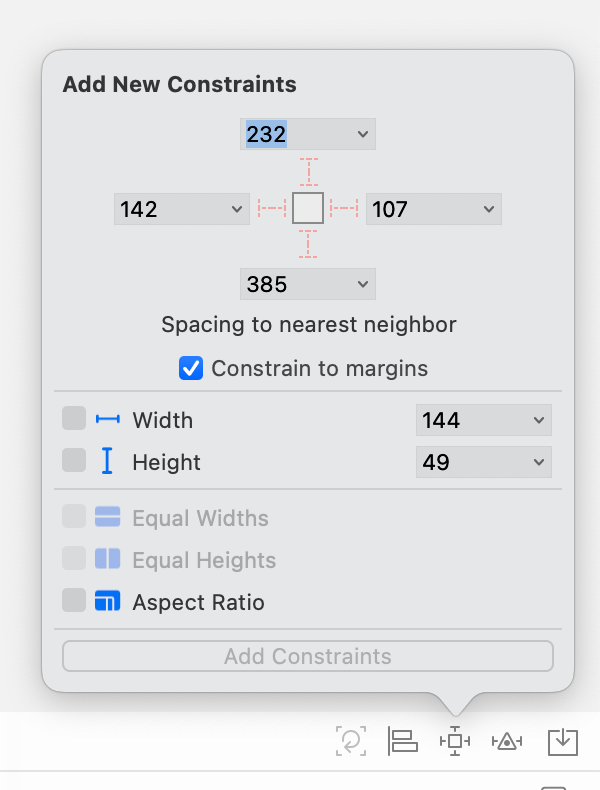 Add New Constraints
232
142 107
385
Spacing to nearest neighbor
Constrain to margins
Width 144
Height 49
Equal Widths
Equal Heights
Aspect Ratio
Add Constraints